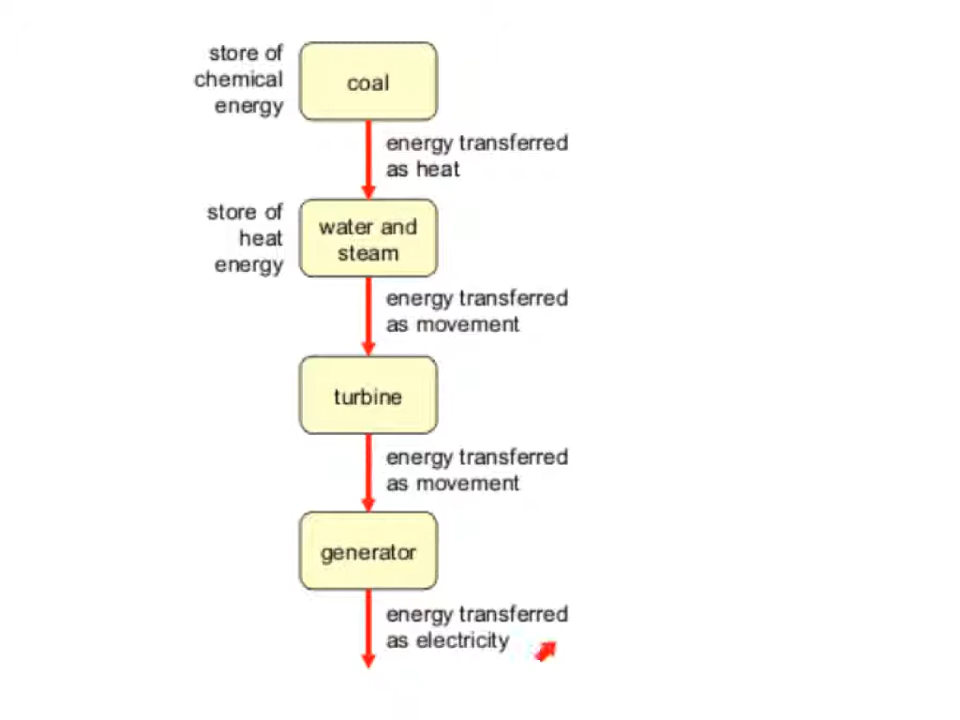 store of
chemical
energy
coal
energy transferred
as heat
store of
heat
energy
water and
steam
energy transferred
as movement
turbine
energy transferred
as movement
generator
energy transferred
as electricity